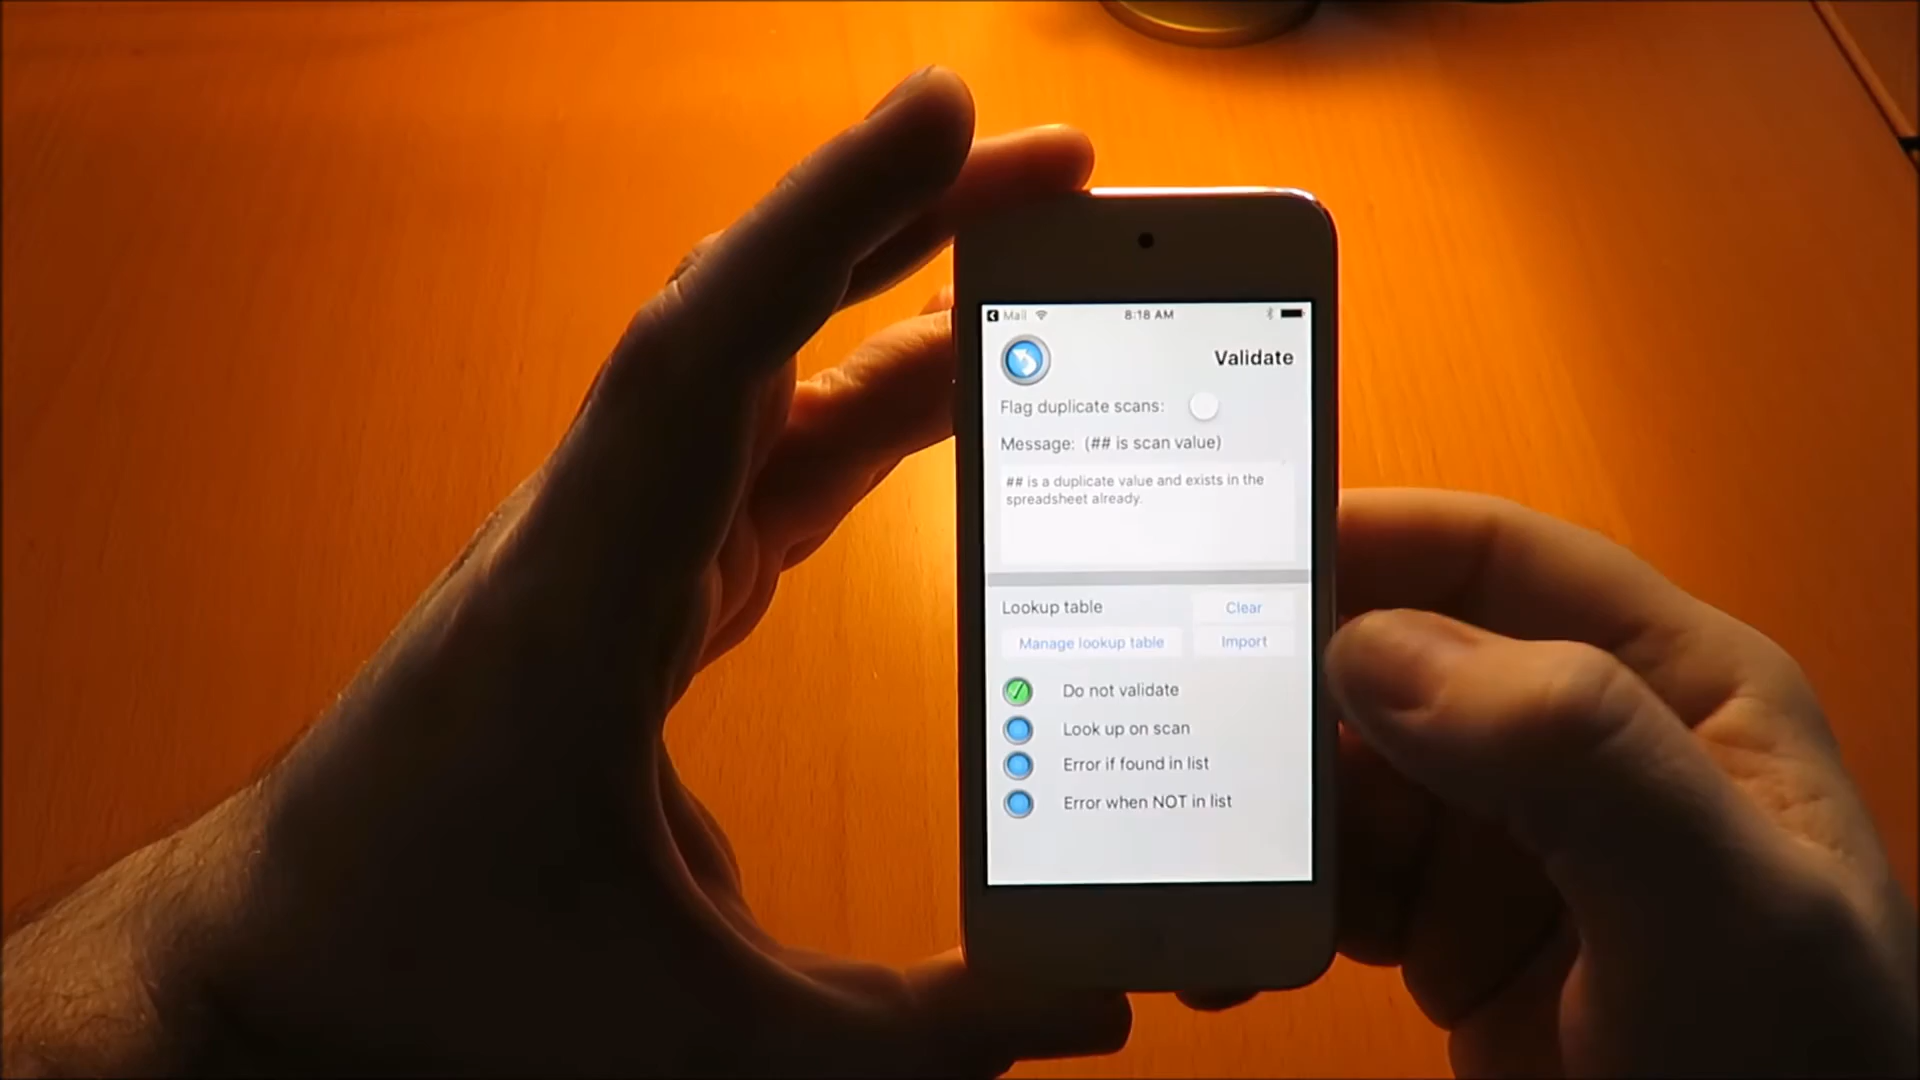 Mail 8:18 AM
Validate
Flag duplicate scans:
Message: (## is scan value)
## is a duplicate value and exists in the
spreadsheet already.
Lookup table Clear
Manage lookup table Import
Do not validate
Look up on scan
Error if found in list
Error when NOT in list